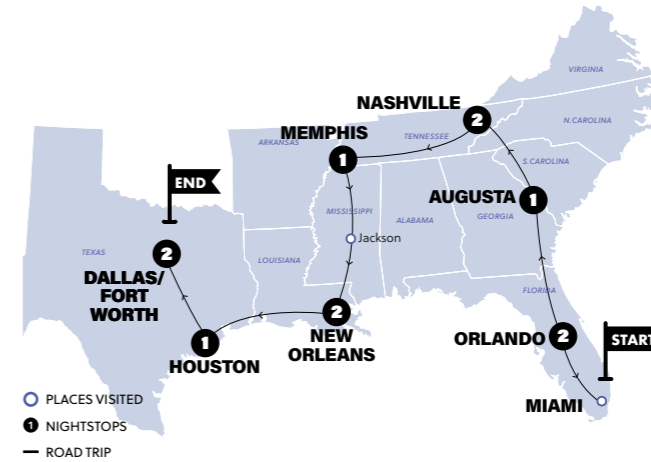 VIRGINIA
NASHVILLE
2
N.CAROLINA
MEMPHIS
1
TENNESSEE
ARKANSAS
S.CAROLINA
END
AUGUSTA
1
MISSISSIPPI
ALABAMA
GEORGIA
Jackson
TEXAS
2
LOUISIANA
DALLAS/
FORT
WORTH
FLORIDA
2
NEW
ORLEANS
ORLANDO
2
START
1
HOUSTON
MIAMI
PLACES VISITED
1 NIGHTSTOPS
ROAD TRIP